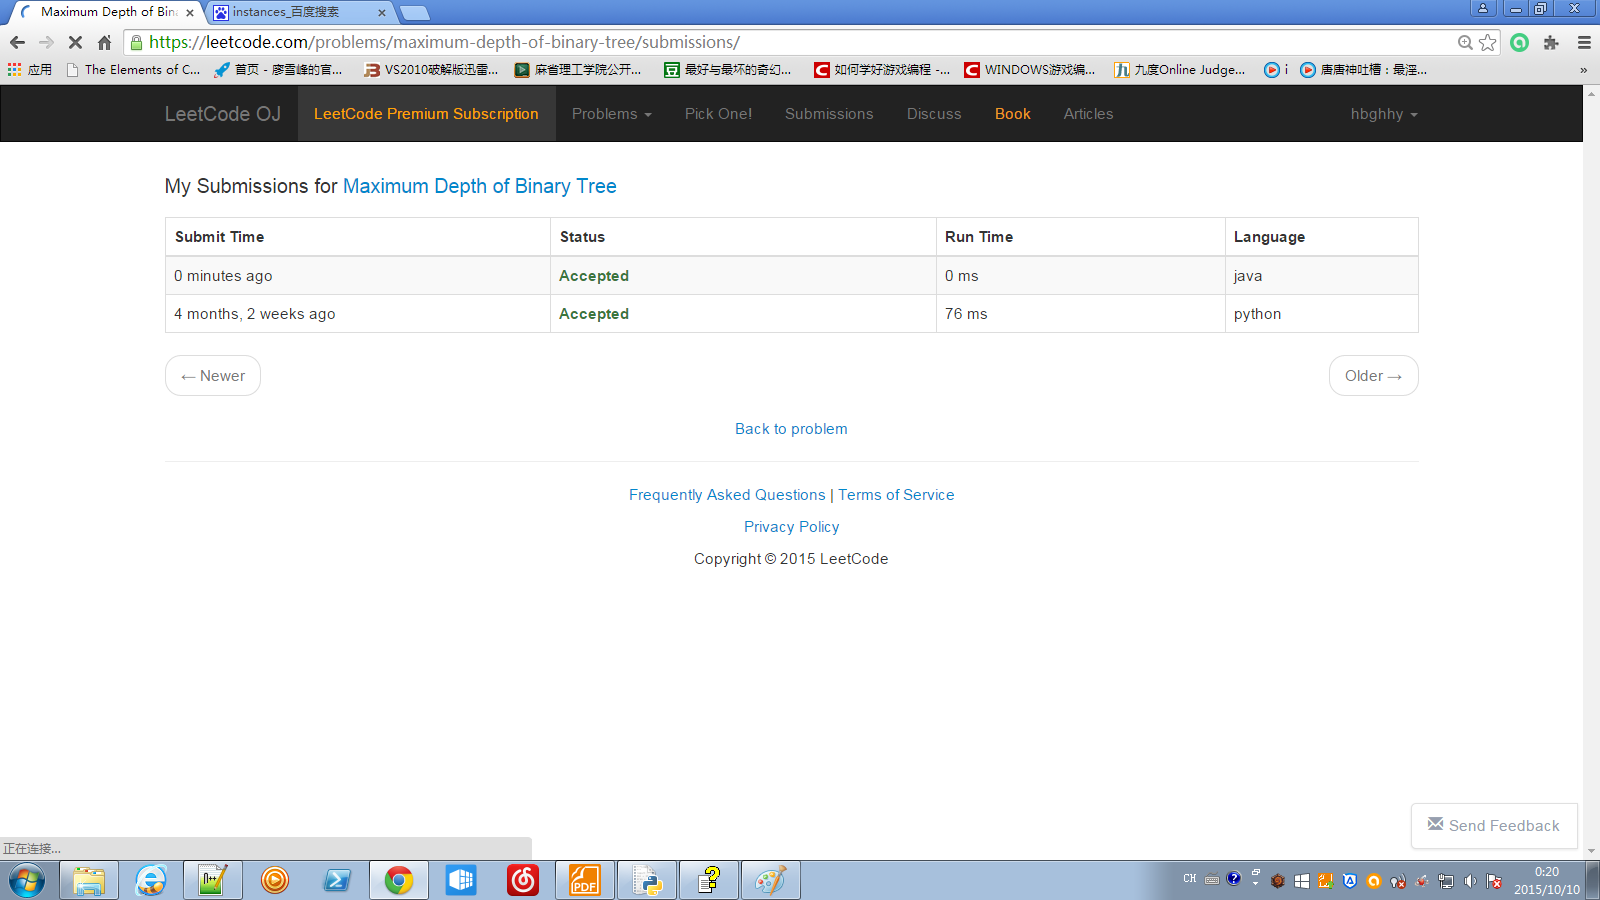 Maximum Depth of Bin
instances_百度搜索
https://leetcode.com/problems/maximum-depth-of-binary-tree/submissions/
应用
The Elements of C...
首页 - 廖雪峰的官...
VS2010破解版迅雷...
麻省理工学院公开...
最好与最坏的奇幻...
如何学好游戏编程 -...
WINDOWS游戏编...
九度Online Judge...
i
唐唐神吐槽：最淫...
»
LeetCode OJ
LeetCode Premium Subscription
Problems
Pick One!
Submissions
Discuss
Book
Articles
hbghhy
My Submissions for Maximum Depth of Binary Tree
Submit Time Status Run Time Language
0 minutes ago Accepted 0 ms java
4 months, 2 weeks ago Accepted 76 ms python
← Newer
Older →
Back to problem
Frequently Asked Questions | Terms of Service
Privacy Policy
Copyright © 2015 LeetCode
Send Feedback
正在连接...
PDF
CH
0:20
2015/10/10